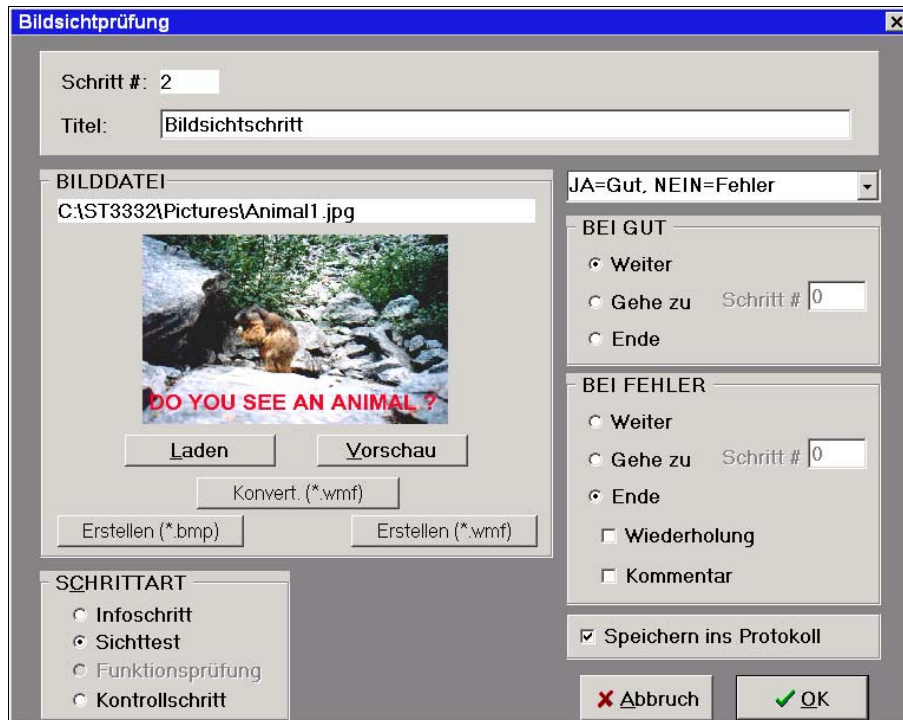 Bildsichtprüfung
Schritt #: 2
Titel: Bildsichtschritt
BILDDATEI
C:\ST3332\Pictures\Animal1.jpg
DO YOU SEE AN ANIMAL ?
Laden Vorschau
Konvert. (*.wmf)
Erstellen (*.bmp) Erstellen (*.wmf)
SCHRITTART
Infoschritt
Sichttest
Funktionsprüfung
Kontrollschritt
JA=Gut, NEIN=Fehler
BEI GUT
Weiter
Gehe zu Schritt # 0
Ende
BEI FEHLER
Weiter
Gehe zu Schritt # 0
Ende
Wiederholung
Kommentar
Speichern ins Protokoll
Abbruch OK